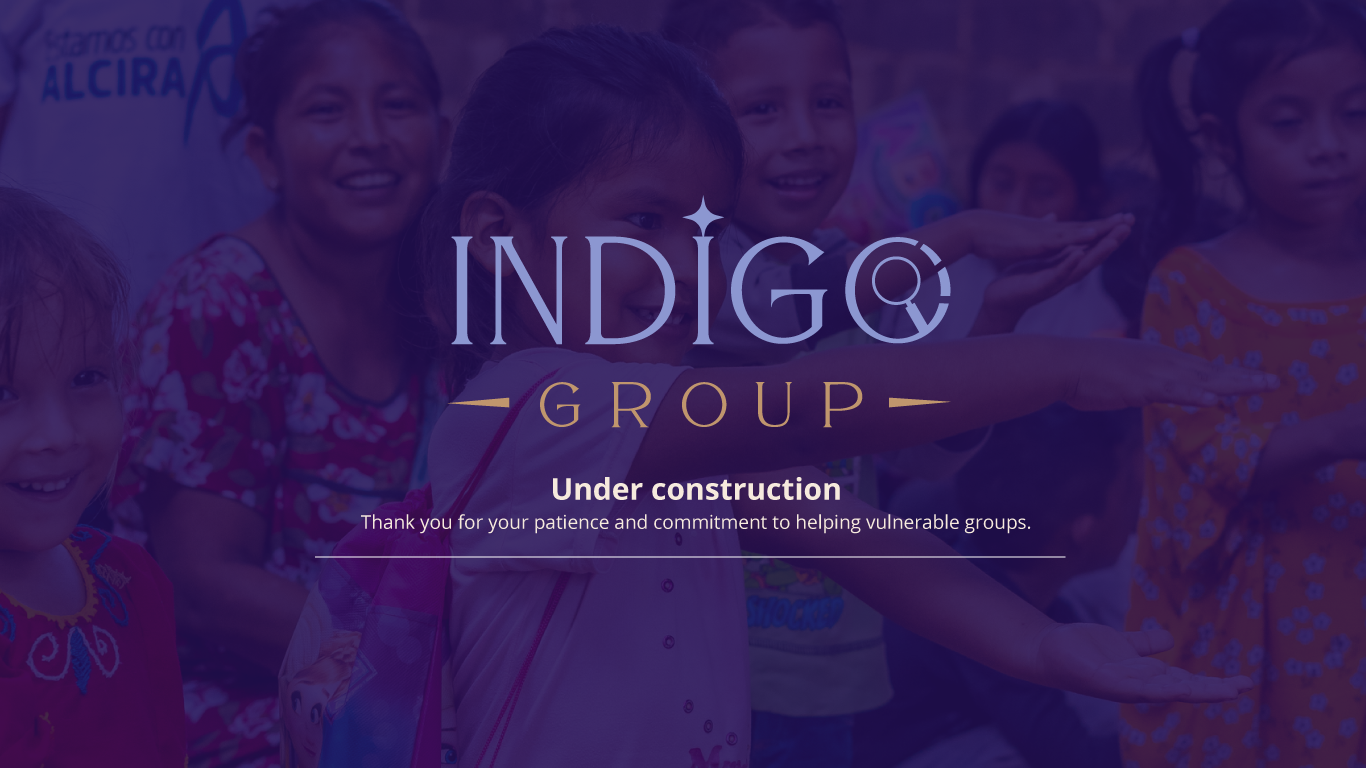 Estamos con
ALCIRA
INDIGO
GROUP
Under construction
Thank you for your patience and commitment to helping vulnerable groups.